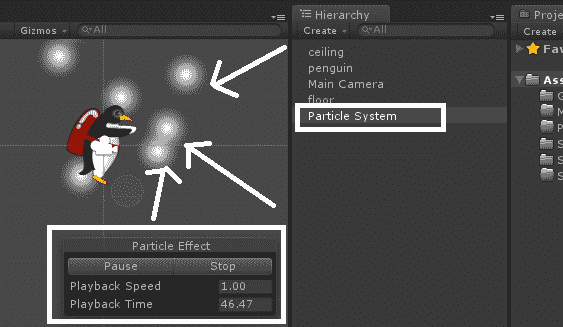 Gizmos All
Particle Effect
Pause Stop
Playback Speed 1.00
Playback Time 46.47
Hierarchy
Create All
ceiling
penguin
Main Camera
floor
Particle System
Proje
Create
Fav
Ass
G
M
P
S
S
S